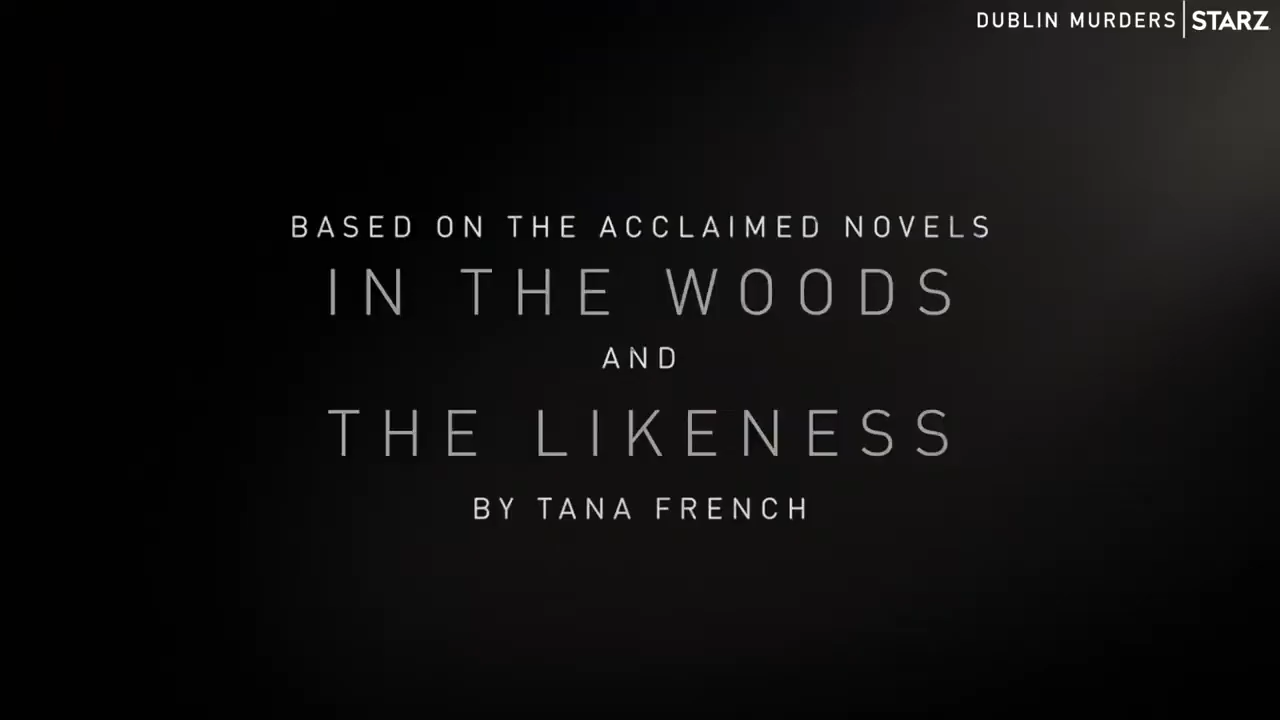 DUBLIN MURDERS STARZ
BASED ON THE ACCLAIMED NOVELS
IN THE WOODS
AND
THE LIKENESS
BY TANA FRENCH